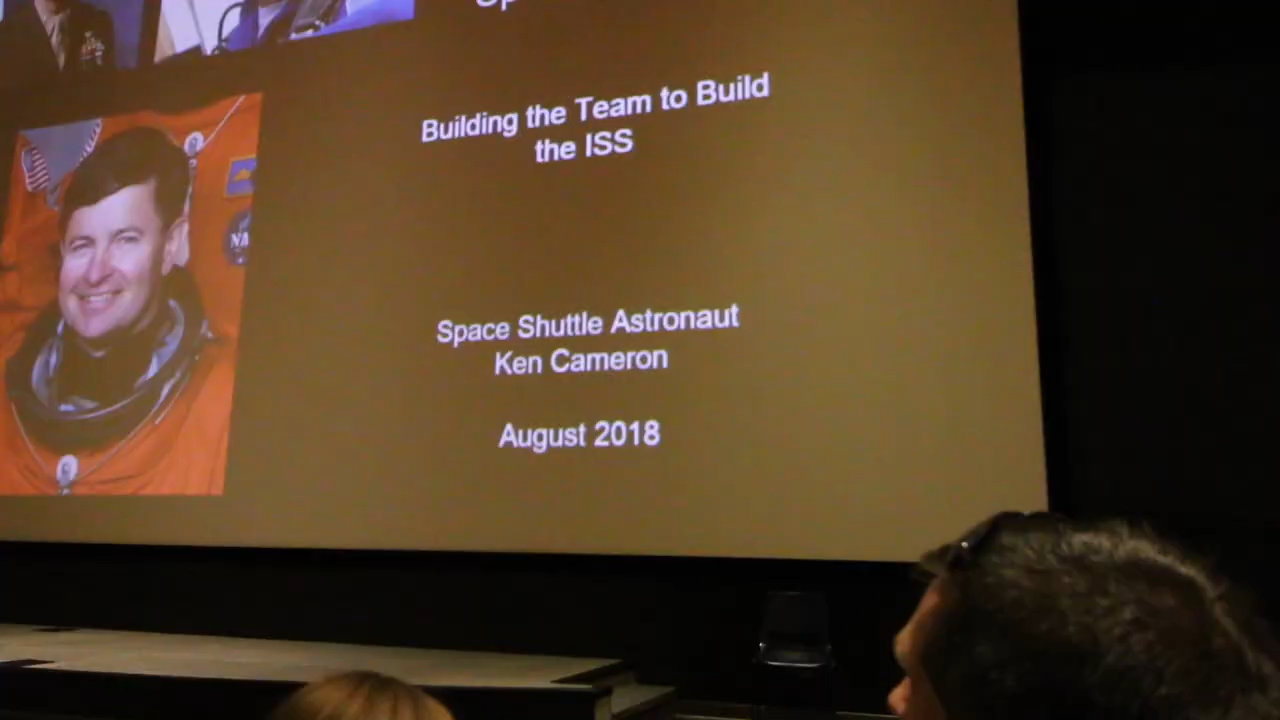 Building the Team to Build
the ISS
Space Shuttle Astronaut
Ken Cameron
August 2018